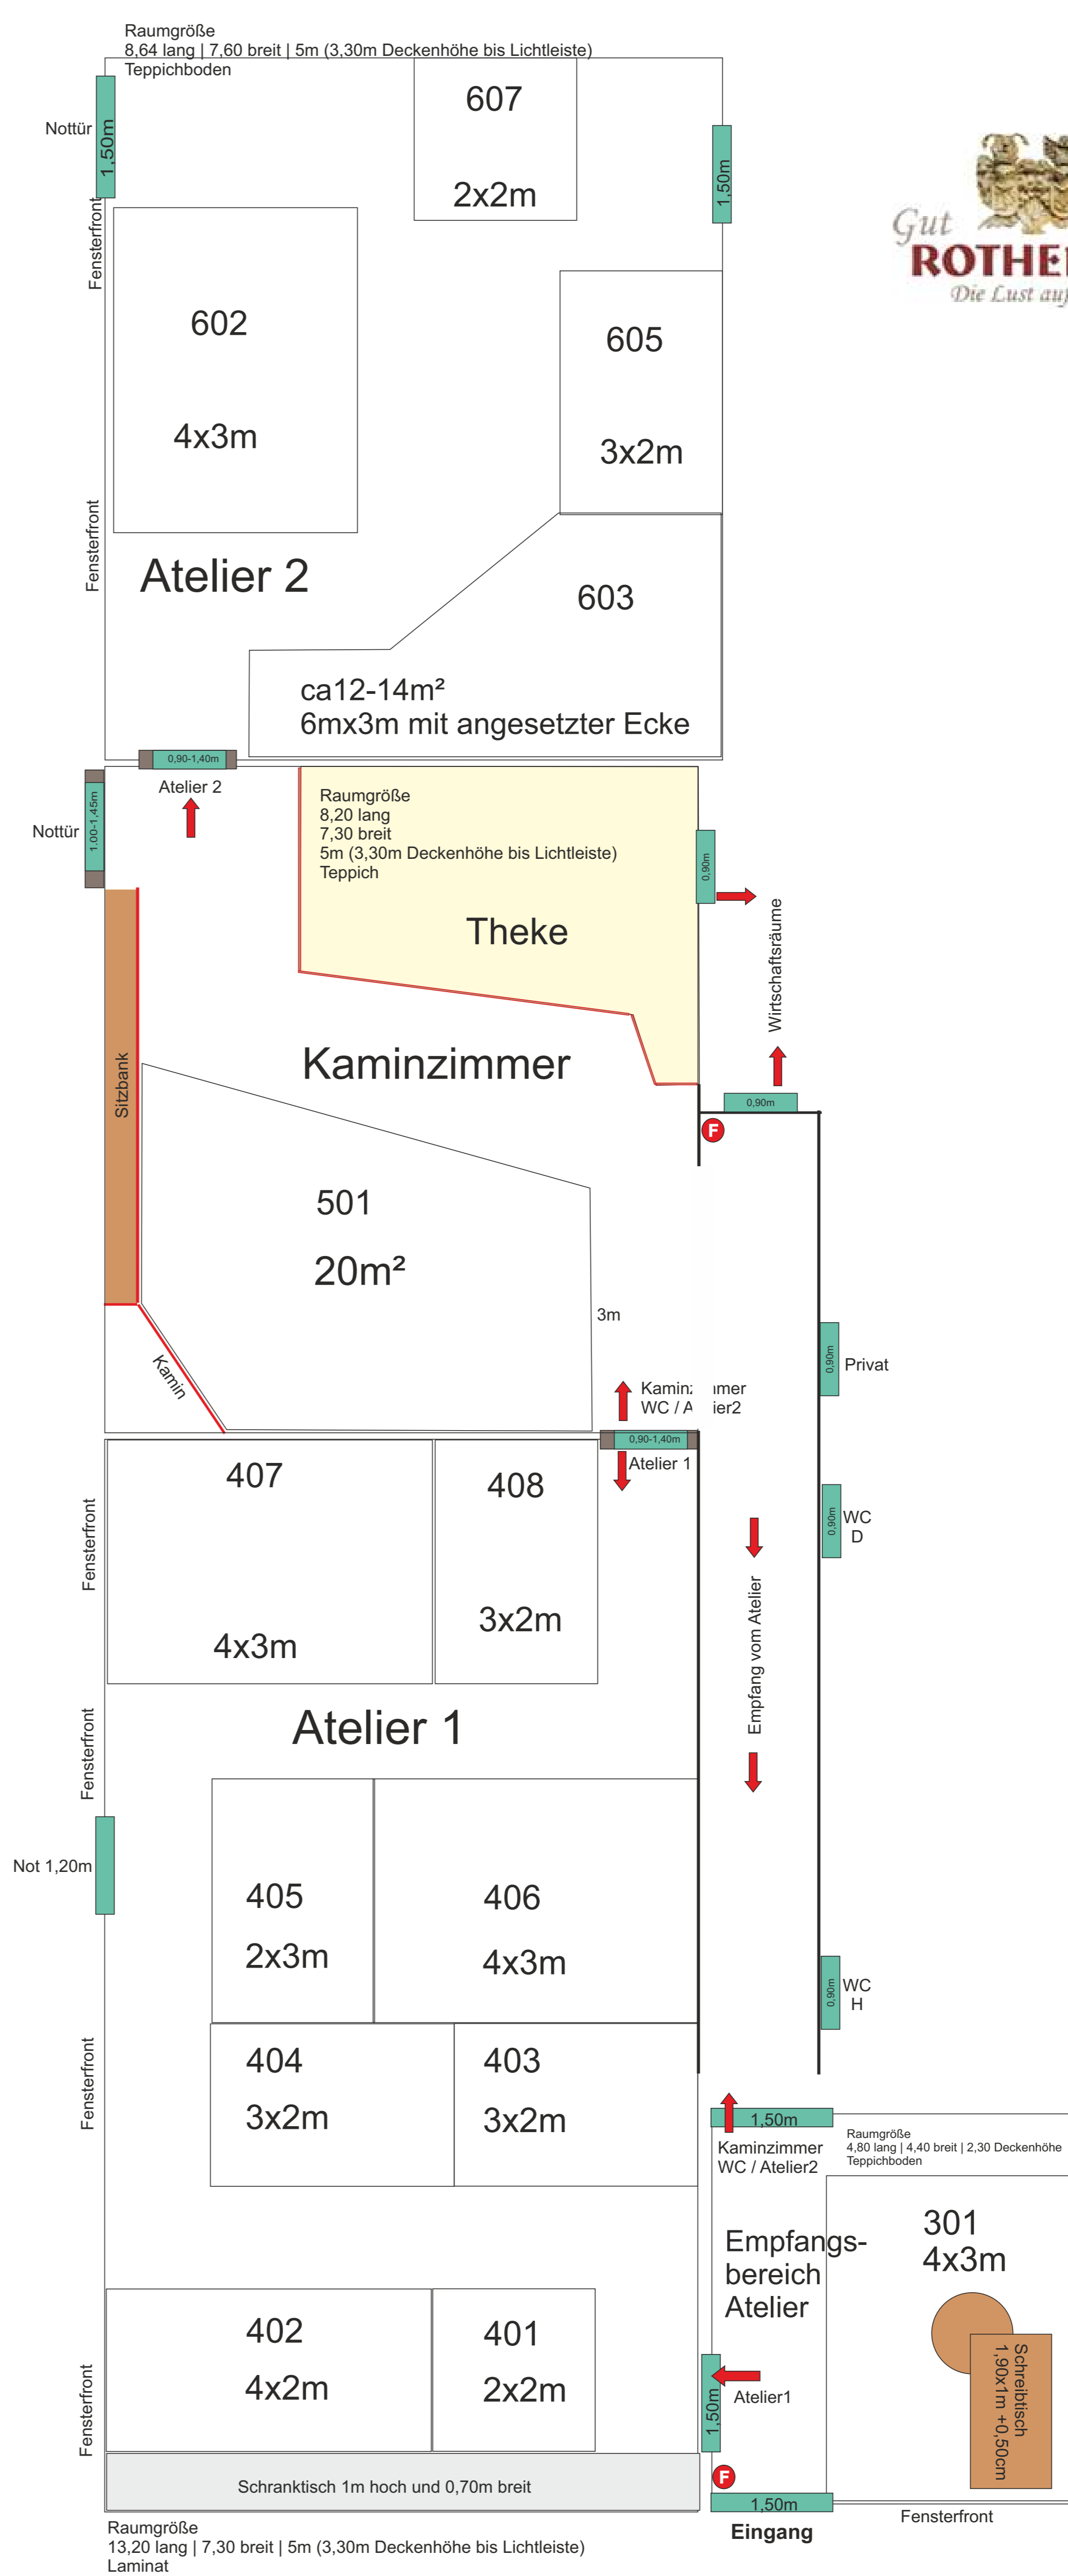 Raumgröße
8,64 lang | 7,60 breit | 5m (3,30m Deckenhöhe bis Lichtleiste)
Teppichboden
607
2x2m
Nottür
1,50m
1,50m
Gut
Die Lust
Fensterfront
602
4x3m
605
3x2m
Fensterfront
Atelier 2
603
ca12-14m²
6mx3m mit angesetzter Ecke
0,90-1,40m
Atelier 2
Nottür
1.00-1,45m
Raumgröße
8,20 lang
7,30 breit
5m (3,30m Deckenhöhe bis Lichtleiste)
Teppich
Theke
0,90m
Wirtschaftsräume
0,90m
F
Sitzbank
Kaminzimmer
501
20m²
3m
Kamin
Privat
0,90m
WC / A ier2
0,90-1,40m
Atelier 1
407
4x3m
408
3x2m
Fensterfront
0,90m
WC
D
Empfang vom Atelier
Atelier 1
Fensterfront
Not 1,20m
405
2x3m
406
4x3m
0,90m
WC
H
Fensterfront
404
3x2m
403
3x2m
1,50m
Kaminzimmer
WC / Atelier2
Raumgröße
4,80 lang | 4,40 breit | 2,30 Deckenhöhe
Teppichboden
301
4x3m
Empfangs-
bereich
Atelier
Schreibtisch
1,90x1m +0,50cm
402
4x2m
401
2x2m
Fensterfront
1,50m
Atelier1
Schranktisch 1m hoch und 0,70m breit
F
1,50m
Eingang
Fensterfront
Raumgröße
13,20 lang | 7,30 breit | 5m (3,30m Deckenhöhe bis Lichtleiste)
Laminat